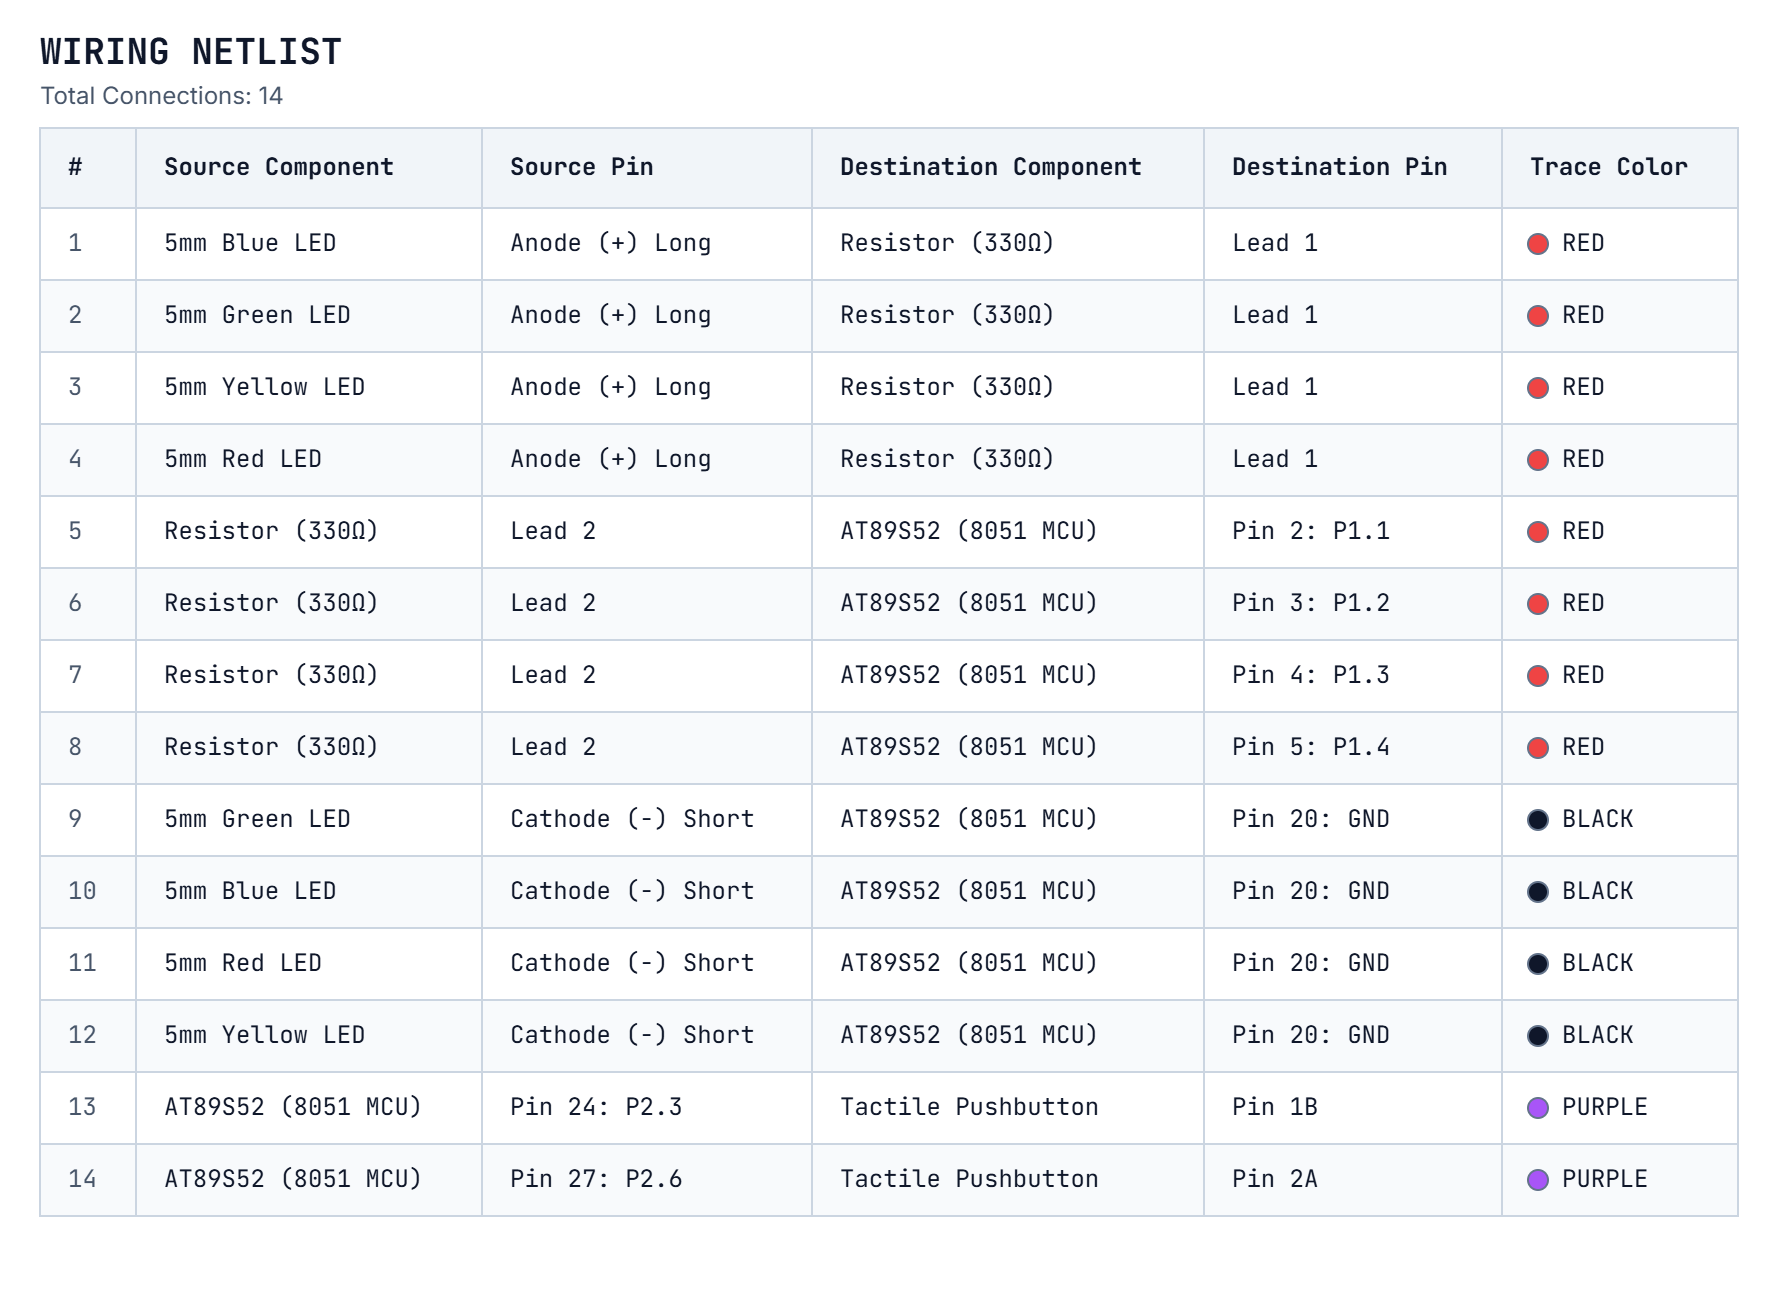 WIRING NETLIST
Total Connections: 14
# Source Component Source Pin Destination Component Destination Pin Trace Color
1 5mm Blue LED Anode (+) Long Resistor (330Ω) Lead 1 RED
2 5mm Green LED Anode (+) Long Resistor (330Ω) Lead 1 RED
3 5mm Yellow LED Anode (+) Long Resistor (330Ω) Lead 1 RED
4 5mm Red LED Anode (+) Long Resistor (330Ω) Lead 1 RED
5 Resistor (330Ω) Lead 2 AT89S52 (8051 MCU) Pin 2: P1.1 RED
6 Resistor (330Ω) Lead 2 AT89S52 (8051 MCU) Pin 3: P1.2 RED
7 Resistor (330Ω) Lead 2 AT89S52 (8051 MCU) Pin 4: P1.3 RED
8 Resistor (330Ω) Lead 2 AT89S52 (8051 MCU) Pin 5: P1.4 RED
9 5mm Green LED Cathode (-) Short AT89S52 (8051 MCU) Pin 20: GND BLACK
10 5mm Blue LED Cathode (-) Short AT89S52 (8051 MCU) Pin 20: GND BLACK
11 5mm Red LED Cathode (-) Short AT89S52 (8051 MCU) Pin 20: GND BLACK
12 5mm Yellow LED Cathode (-) Short AT89S52 (8051 MCU) Pin 20: GND BLACK
13 AT89S52 (8051 MCU) Pin 24: P2.3 Tactile Pushbutton Pin 1B PURPLE
14 AT89S52 (8051 MCU) Pin 27: P2.6 Tactile Pushbutton Pin 2A PURPLE